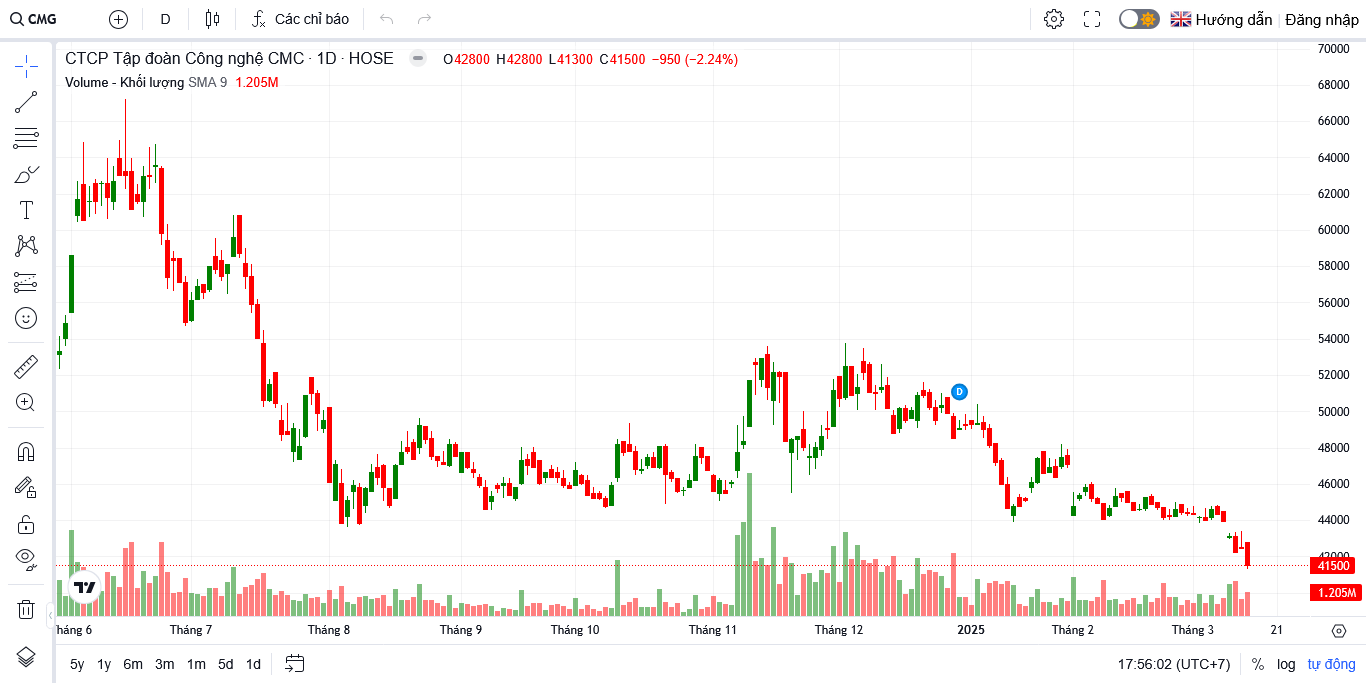 CMG D Các chỉ báo Hướng dẫn Đăng nhập
CTCP Tập đoàn Công nghệ CMC · 1D · HOSE O42800 H42800 L41300 C41500 −950 (−2.24%)
Volume - Khối lượng SMA 9 1.205M
70000
68000
66000
64000
62000
60000
58000
56000
54000
52000
D
50000
48000
46000
44000
42000
41500
1.205M
háng 6 Tháng 7 Tháng 8 Tháng 9 Tháng 10 Tháng 11 Tháng 12 2025 Tháng 2 Tháng 3 21
5y 1y 6m 3m 1m 5d 1d 17:56:02 (UTC+7) % log tự động